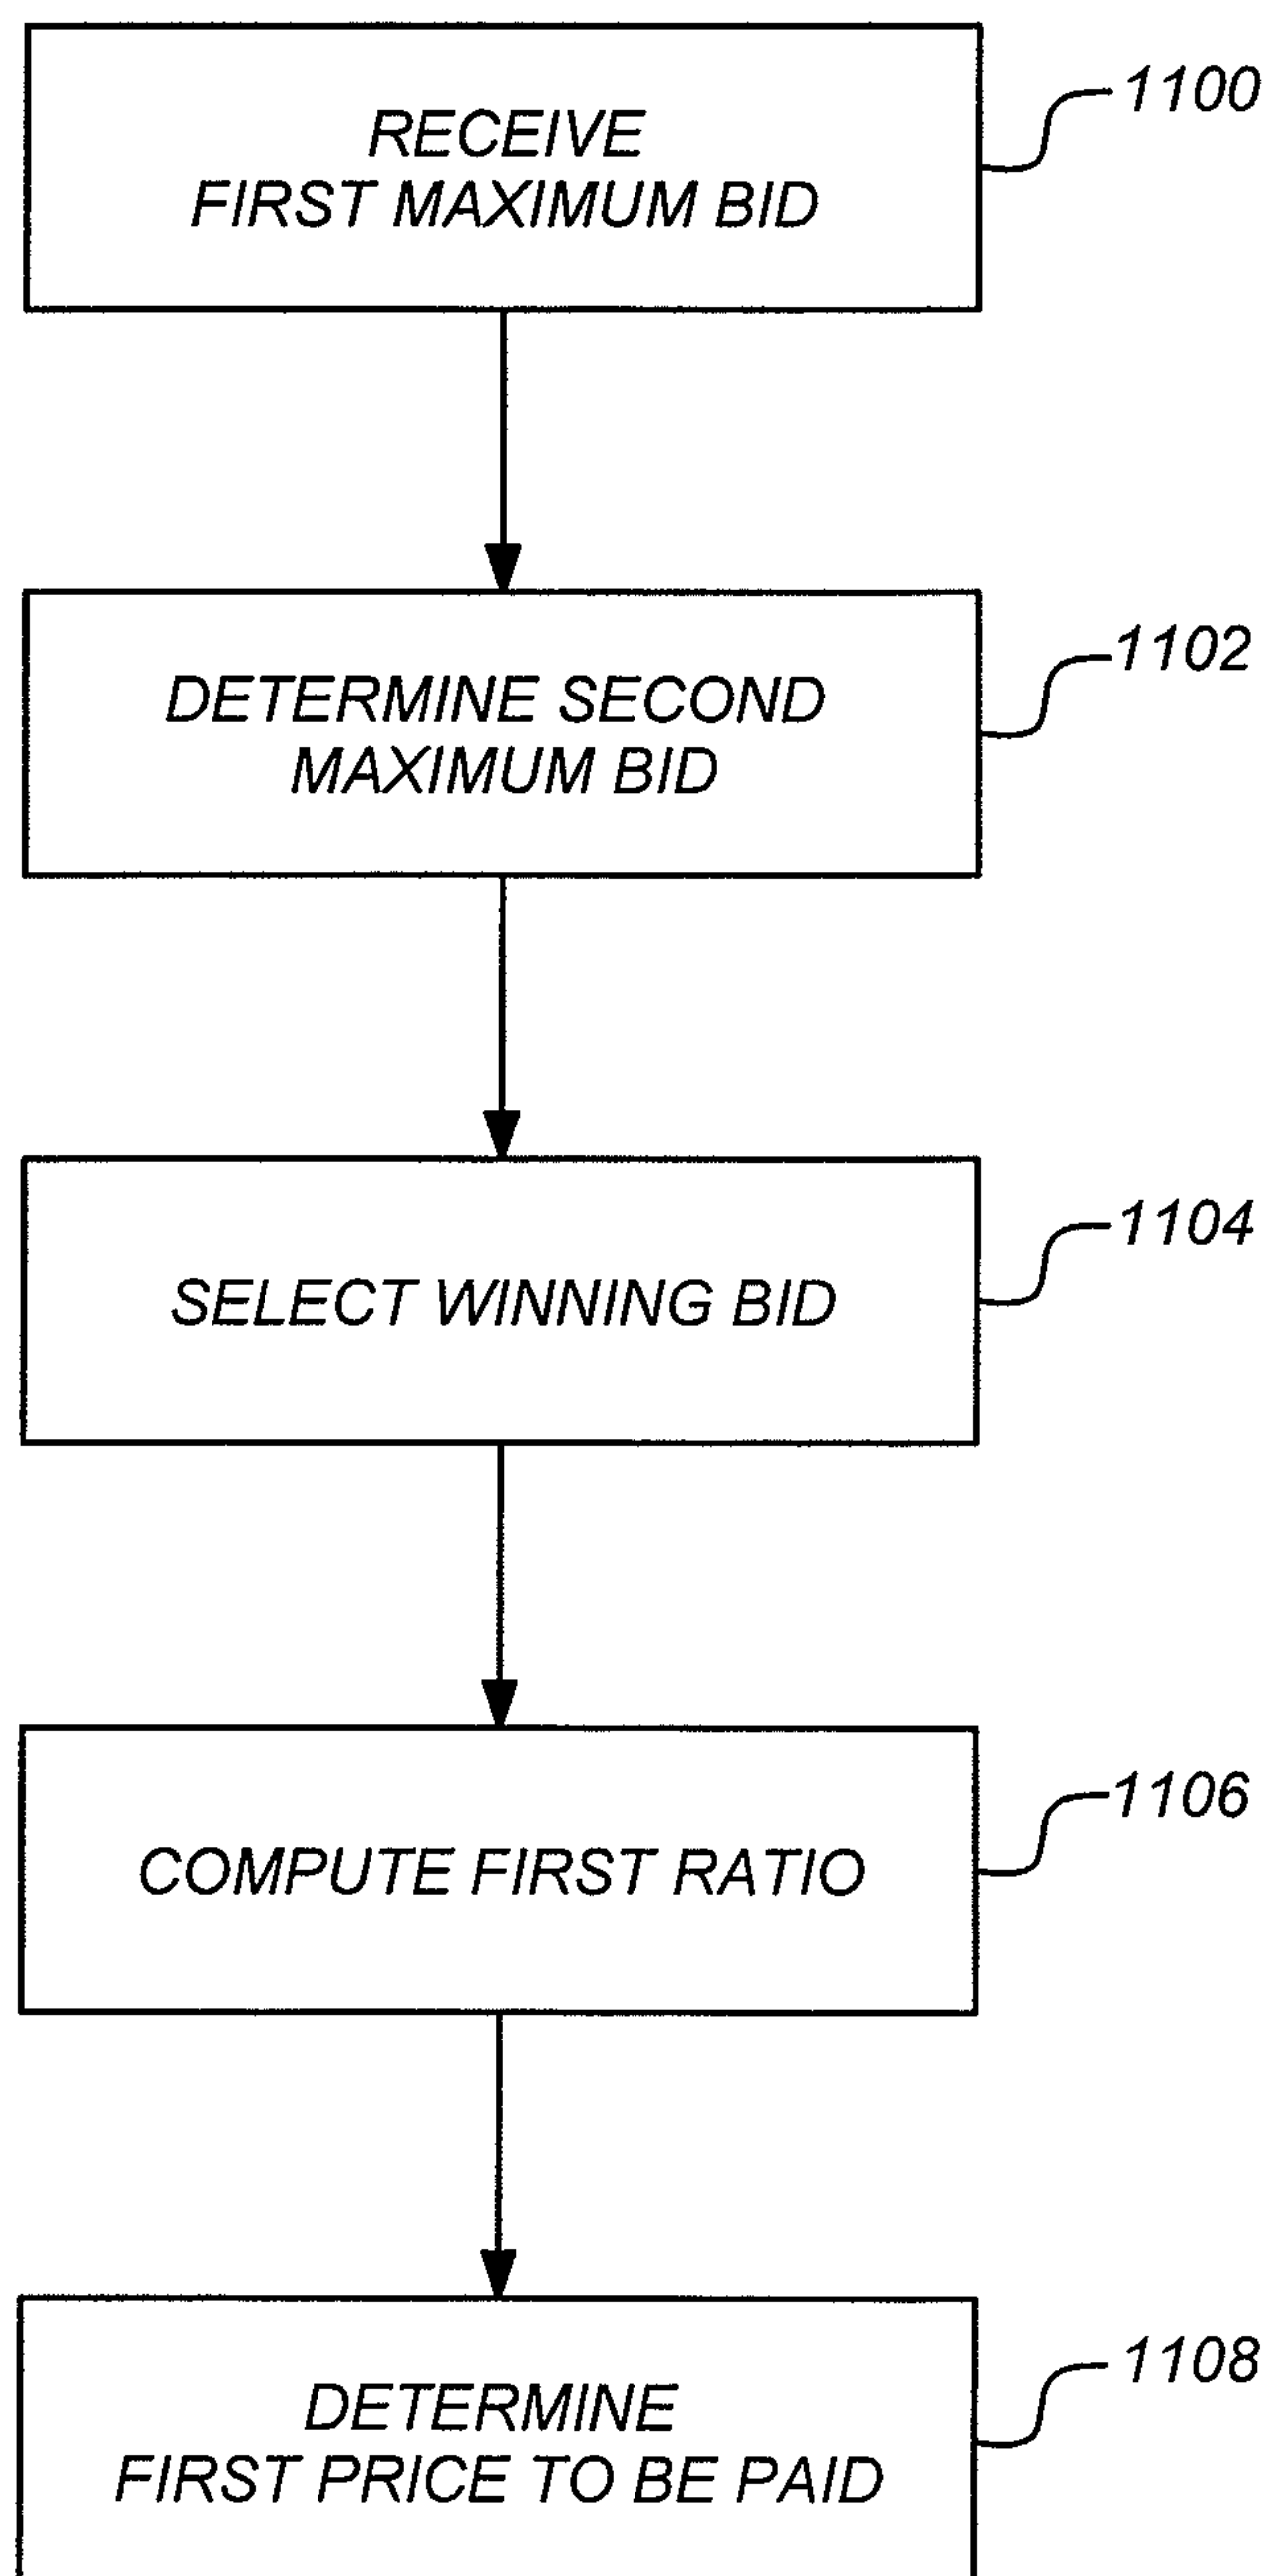 RECEIVE
FIRST MAXIMUM BID
1100
DETERMINE SECOND
MAXIMUM BID
1102
SELECT WINNING BID
1104
COMPUTE FIRST RATIO
1106
DETERMINE
FIRST PRICE TO BE PAID
1108